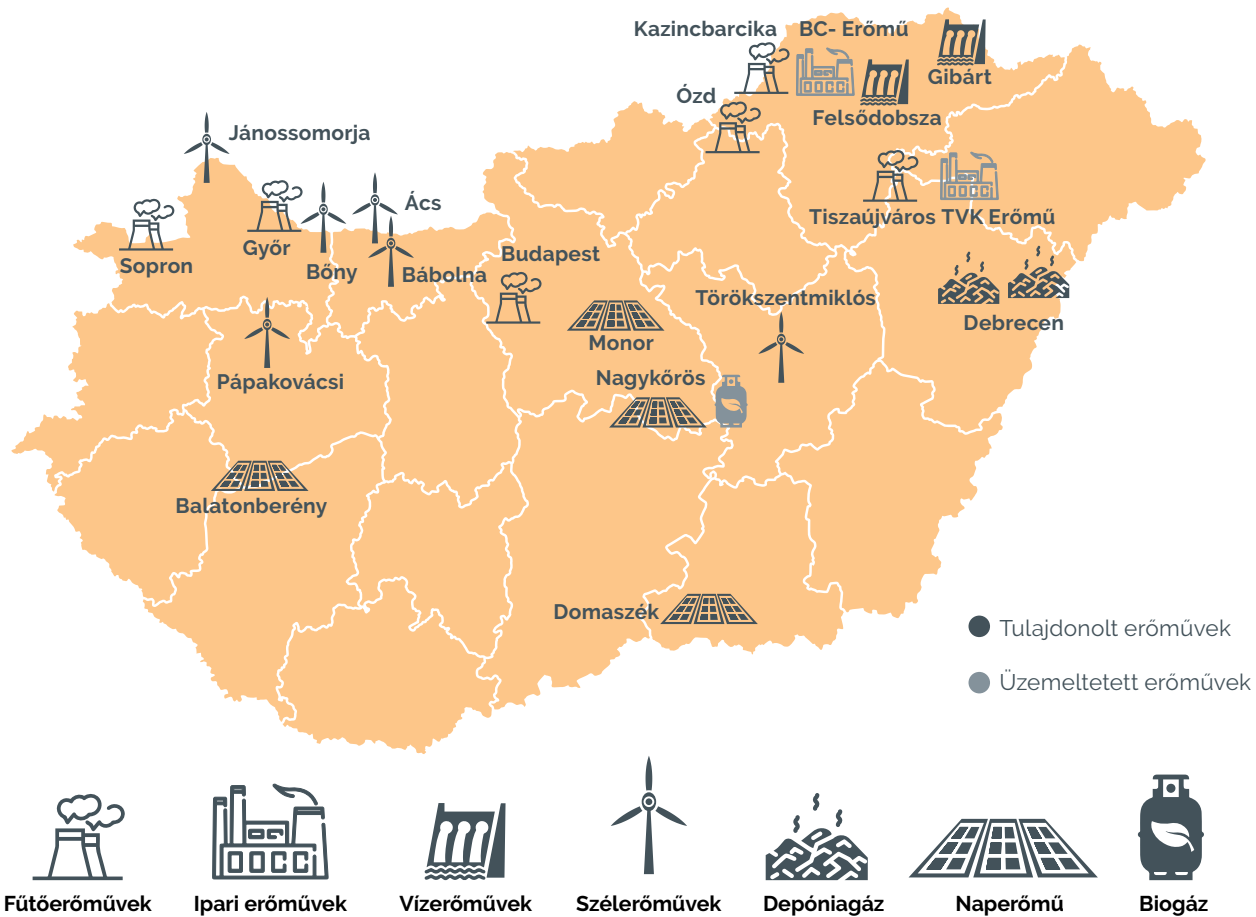 Kazincbarcika
BC- Erőmű
Gibárt
Ózd
Felsődobsza
Jánossomorja
Ács
Tiszaújváros
TVK Erőmű
Győr
Sopron
Bőny
Bábolna
Budapest
Törökszentmiklós
Debrecen
Monor
Pápakovácsi
Nagykőrös
Balatonberény
Domaszék
Tulajdonolt erőművek
Üzemeltetett erőművek
Fűtőerőművek
Ipari erőművek
Vízerőművek
Szélerőművek
Depóniagáz
Naperőmű
Biogáz